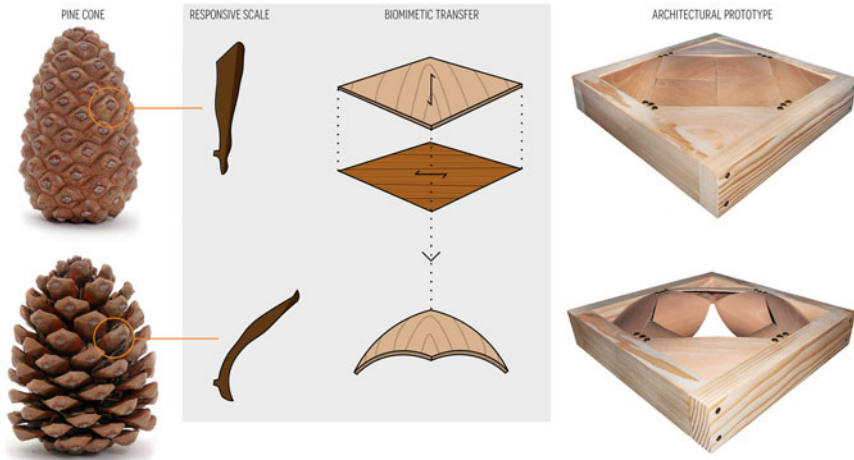 PINE CONE
RESPONSIVE SCALE
BIOMIMETIC TRANSFER
ARCHITECTURAL PROTOTYPE